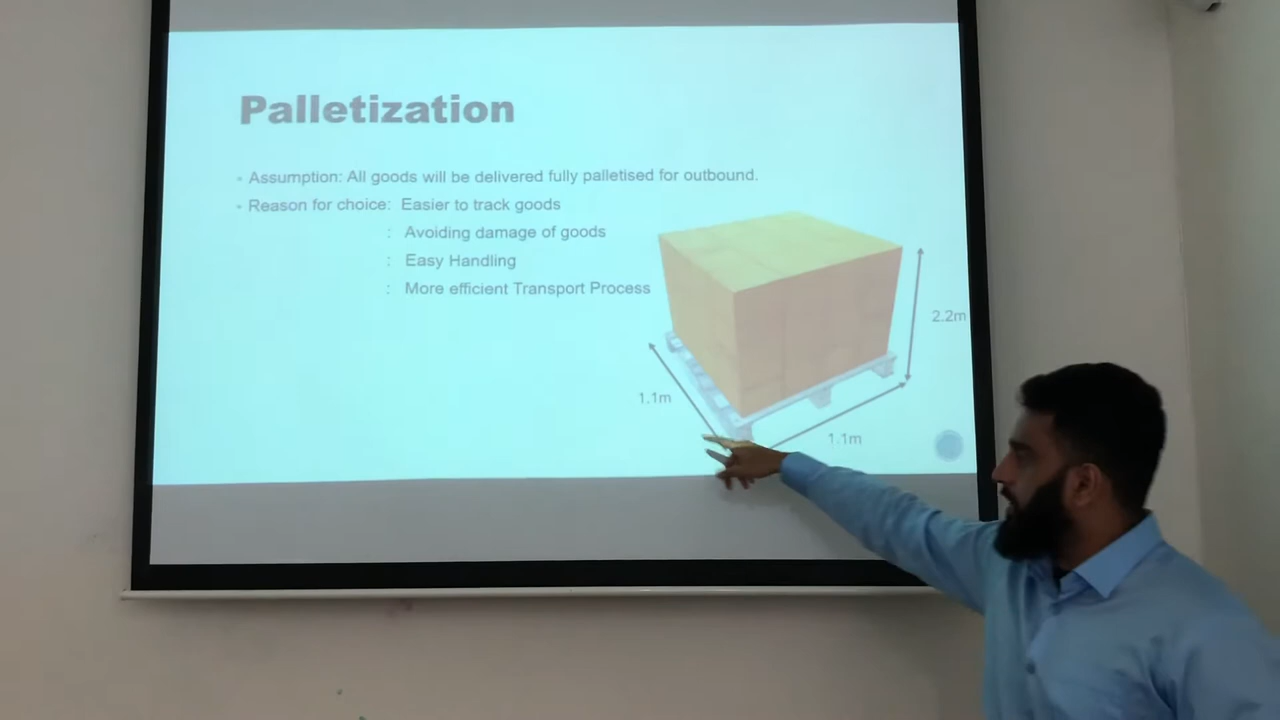 Palletization
- Assumption: All goods will be delivered fully palletised for outbound.
- Reason for choice: Easier to track goods
: Avoiding damage of goods
: Easy Handling
: More efficient Transport Process
2.2m
1.1m
1.1m